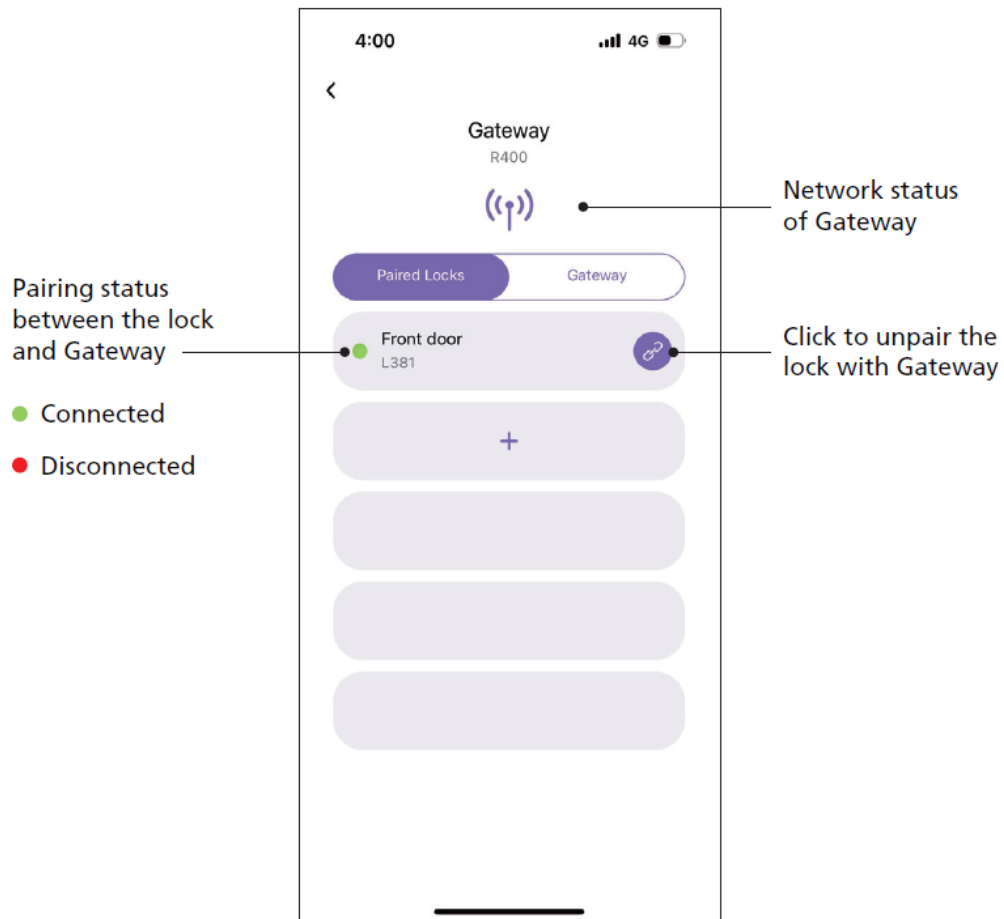 4:00
4G
Gateway
R400
Network status
of Gateway
Paired Locks
Gateway
Pairing status
between the lock
and Gateway
Front door
L381
Click to unpair the
lock with Gateway
Connected
Disconnected
+